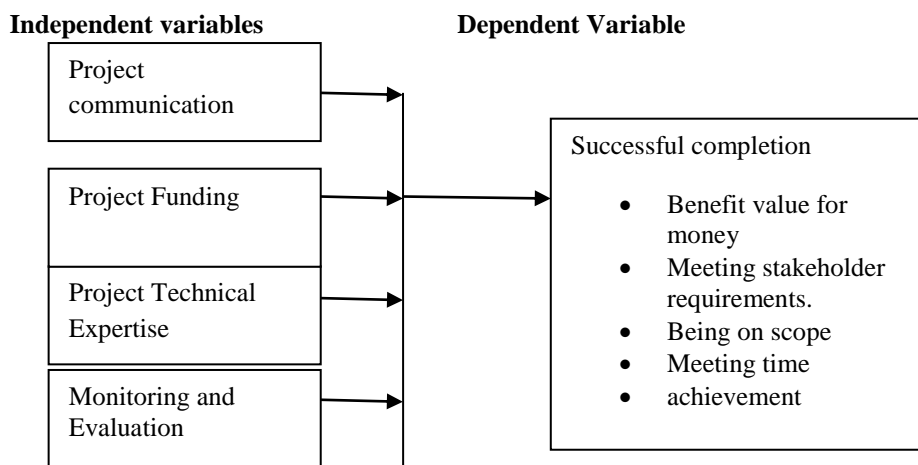 Independent variables
Dependent Variable
Project
communication
Project Funding
Project Technical
Expertise
Monitoring and
Evaluation
Successful completion
• Benefit value for
money
• Meeting stakeholder
requirements.
• Being on scope
• Meeting time
• achievement